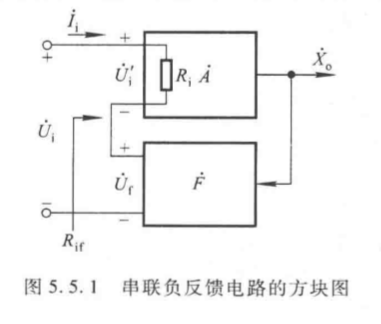 İᵢ
+
+
U̇ᵢ′
Rᵢ Ȧ
Ẋₒ
−
U̇ᵢ
+
U̇f
Ḟ
−
−
Rif
图 5.5.1 串联负反馈电路的方块图